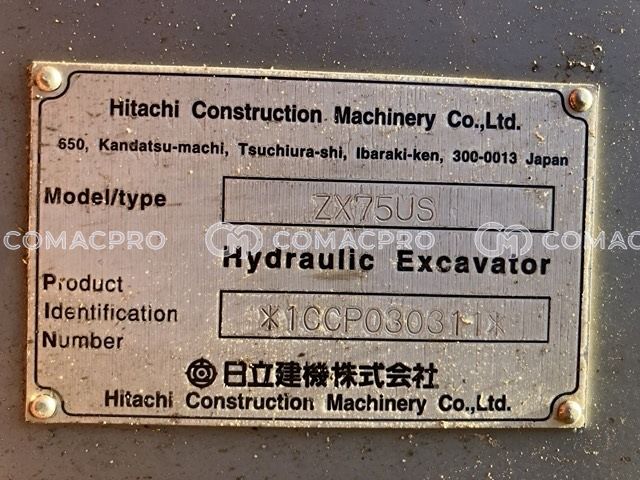 Hitachi Construction Machinery Co.,Ltd.
650, Kandatsu-machi, Tsuchiura-shi, Ibaraki-ken, 300-0013 Japan
Model/type ZX75US
COMACPRO COMACPRO COMACP
Hydraulic Excavator
Product
Identification *1CCP030311*
Number
日立建機株式会社
Hitachi Construction Machinery Co.,Ltd.